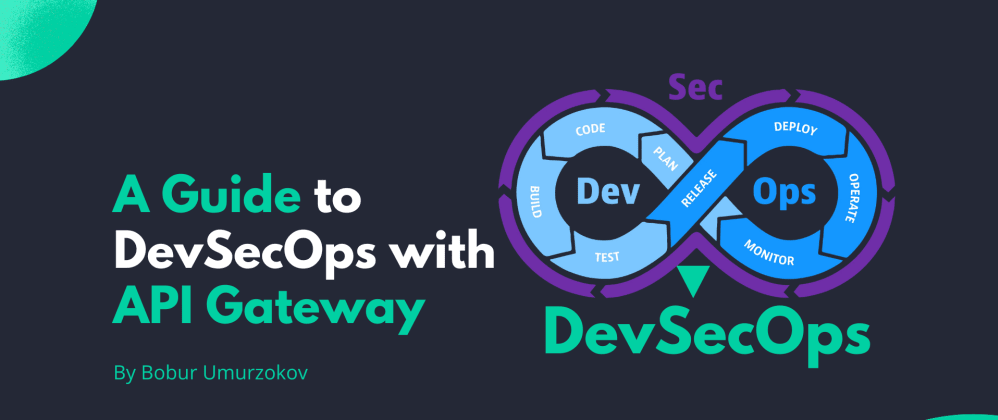 A Guide to
DevSecOps with
API Gateway
By Bobur Umurzokov
Sec
CODE
PLAN
BUILD
Dev
TEST
RELEASE
DEPLOY
Ops
OPERATE
MONITOR
DevSecOps